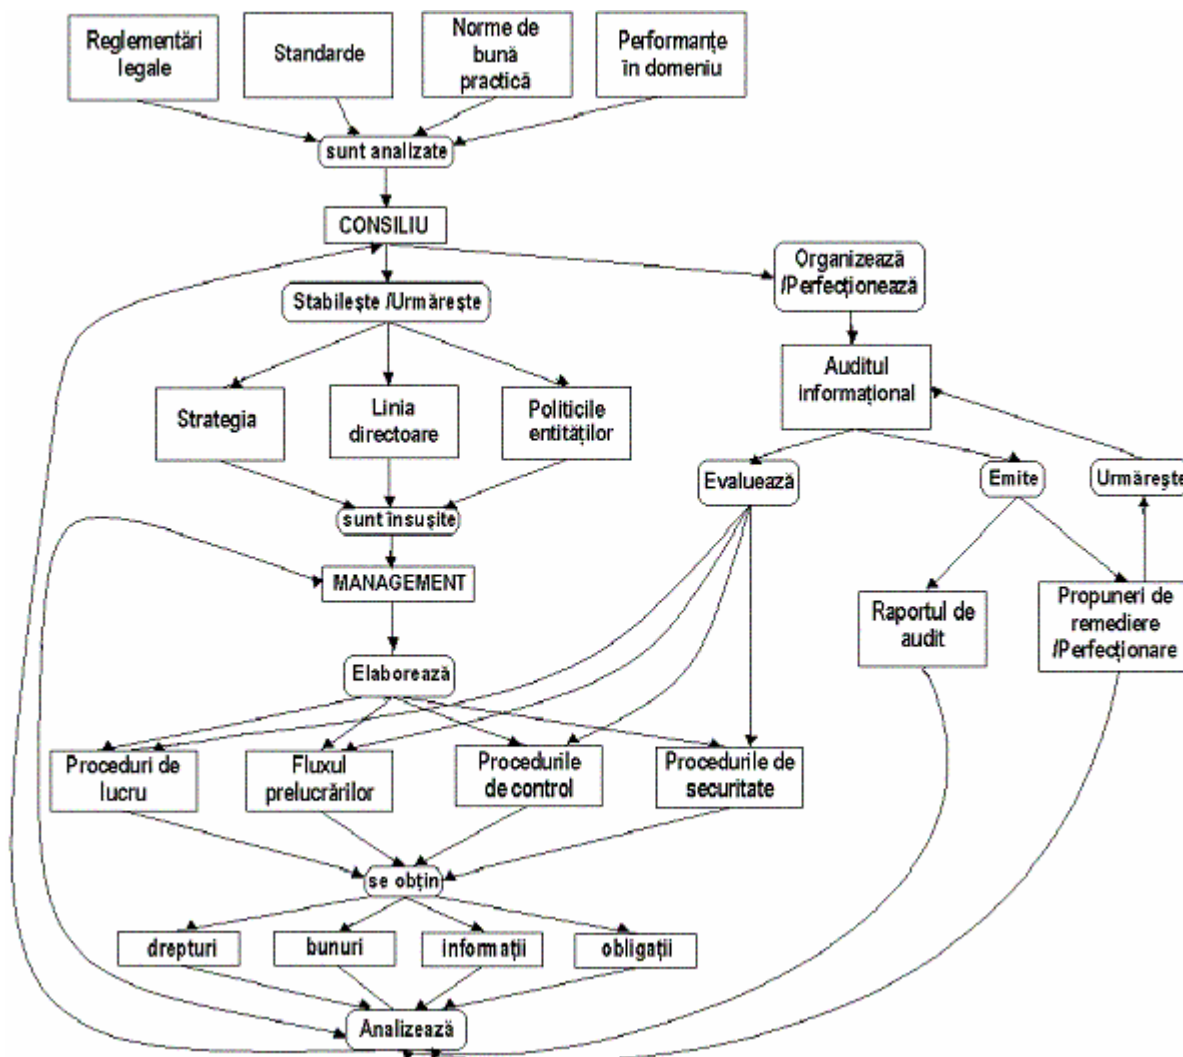 Reglementări
legale
Standarde
Norme de
bună
practică
Performanțe
în domeniu
sunt analizate
CONSILIU
Organizează
/Perfecționează
Stabilește /Urmărește
Auditul
informațional
Strategia
Linia
directoare
Politicile
entităților
Evaluează
Emite
Urmărește
sunt însușite
MANAGEMENT
Raportul de
audit
Propuneri de
remediere
/Perfecționare
Elaborează
Proceduri de
lucru
Fluxul
prelucrărilor
Procedurile
de control
Procedurile de
securitate
se obțin
drepturi
bunuri
informații
obligații
Analizează